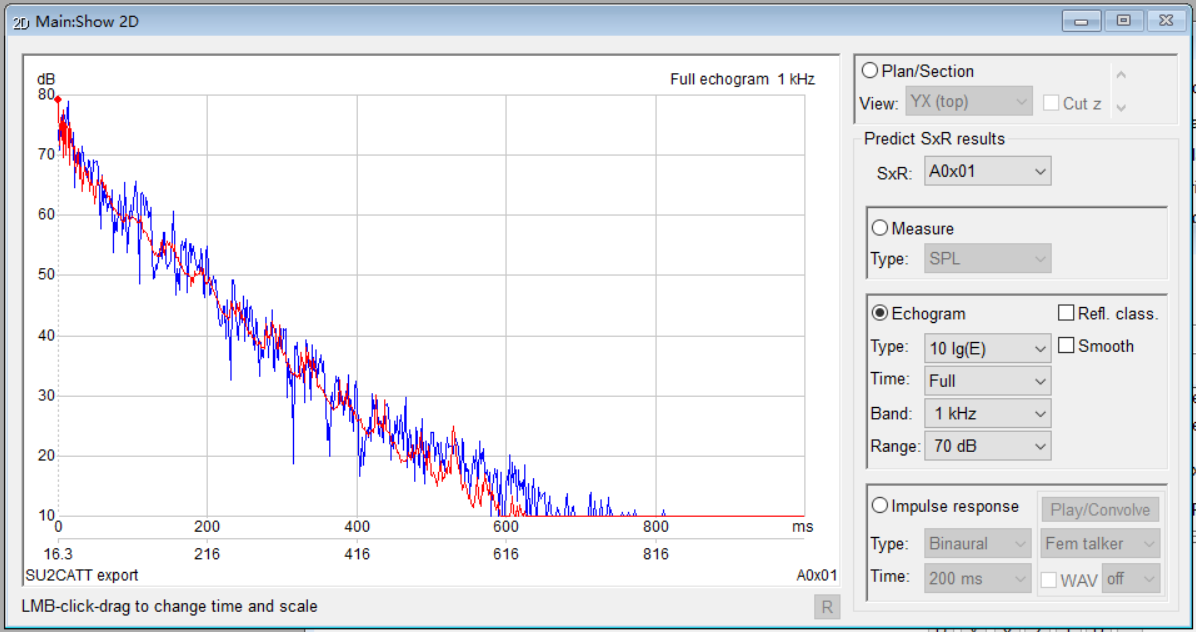 2D Main:Show 2D
dB
Full echogram 1 kHz
80
70
60
50
40
30
20
10
0 200 400 600 800 ms
16.3 216 416 616 816
SU2CATT export A0x01
LMB-click-drag to change time and scale R
Plan/Section
View: YX (top) Cut z
Predict SxR results
SxR: A0x01
Measure
Type: SPL
Echogram Refl. class.
Type: 10 lg(E) Smooth
Time: Full
Band: 1 kHz
Range: 70 dB
Impulse response Play/Convolve
Type: Binaural Fem talker
Time: 200 ms WAV off